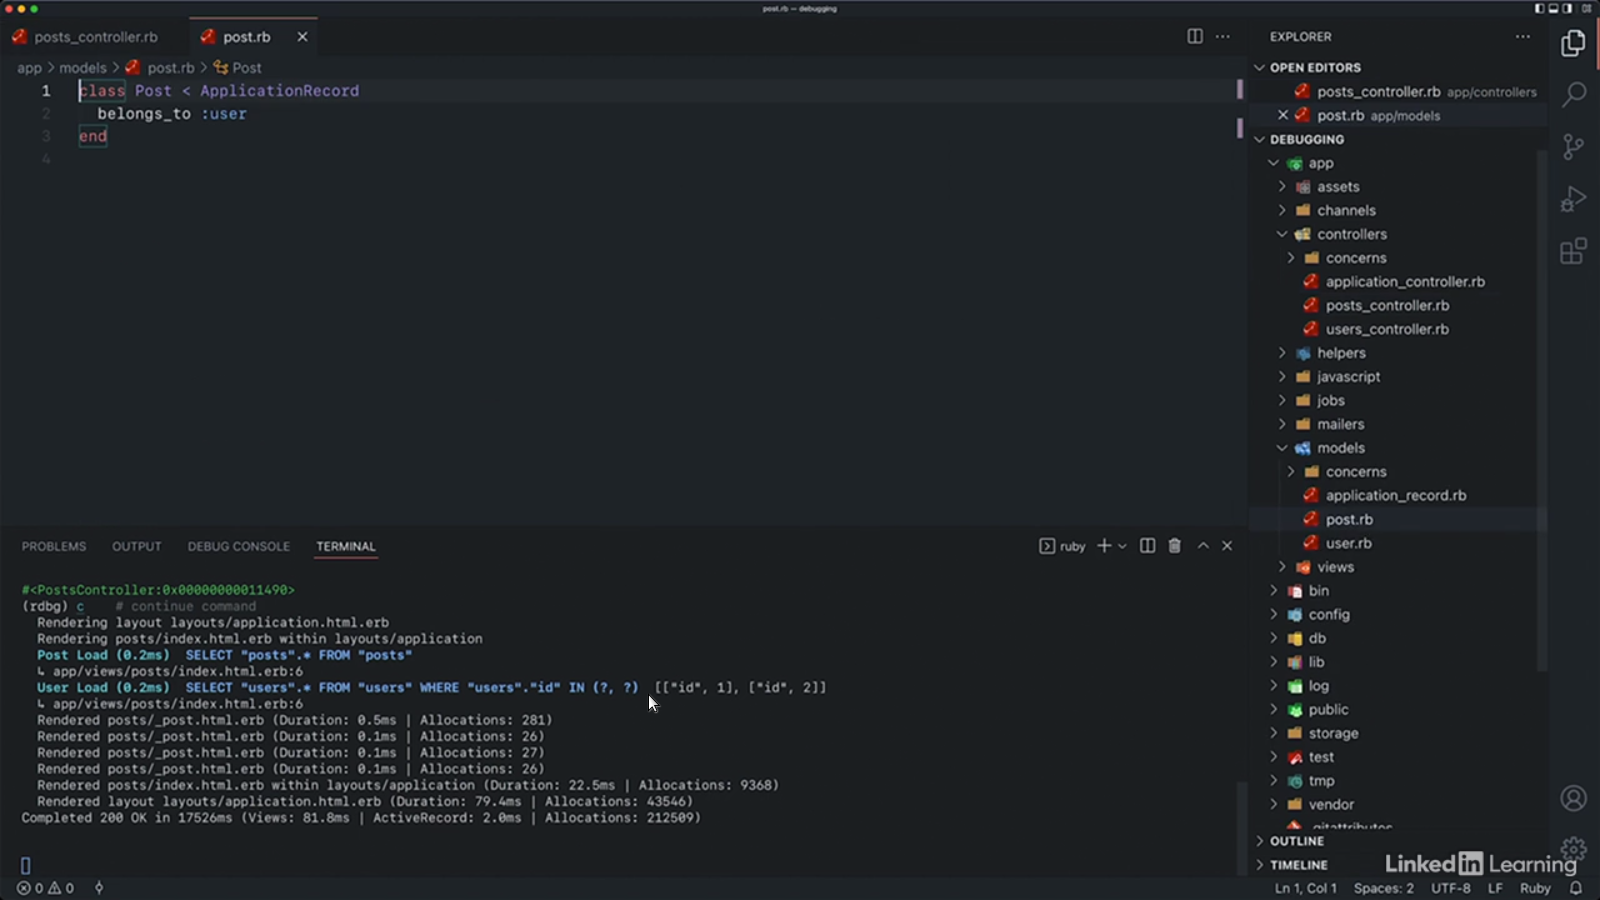 post.rb — debugging
posts_controller.rb
post.rb
app > models > post.rb > Post
1 class Post < ApplicationRecord
2 belongs_to :user
3 end
4
PROBLEMS OUTPUT DEBUG CONSOLE TERMINAL
ruby
#<PostsController:0x00000000011490>
(rdbg) c # continue command
Rendering layout layouts/application.html.erb
Rendering posts/index.html.erb within layouts/application
Post Load (0.2ms) SELECT "posts".* FROM "posts"
↳ app/views/posts/index.html.erb:6
User Load (0.2ms) SELECT "users".* FROM "users" WHERE "users"."id" IN (?, ?) [["id", 1], ["id", 2]]
↳ app/views/posts/index.html.erb:6
Rendered posts/_post.html.erb (Duration: 0.5ms | Allocations: 281)
Rendered posts/_post.html.erb (Duration: 0.1ms | Allocations: 26)
Rendered posts/_post.html.erb (Duration: 0.1ms | Allocations: 27)
Rendered posts/_post.html.erb (Duration: 0.1ms | Allocations: 26)
Rendered posts/index.html.erb within layouts/application (Duration: 22.5ms | Allocations: 9368)
Rendered layout layouts/application.html.erb (Duration: 79.4ms | Allocations: 43546)
Completed 200 OK in 17526ms (Views: 81.8ms | ActiveRecord: 2.0ms | Allocations: 212509)
EXPLORER
OPEN EDITORS
posts_controller.rb app/controllers
post.rb app/models
DEBUGGING
app
assets
channels
controllers
concerns
application_controller.rb
posts_controller.rb
users_controller.rb
helpers
javascript
jobs
mailers
models
concerns
application_record.rb
post.rb
user.rb
views
bin
config
db
lib
log
public
storage
test
tmp
vendor
.gitattributes
OUTLINE
TIMELINE
LinkedIn Learning
0 0
Ln 1, Col 1 Spaces: 2 UTF-8 LF Ruby